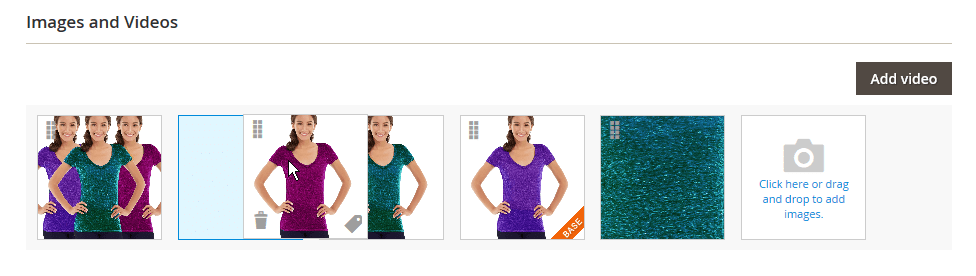 Images and Videos
Add video
BASE
Click here or drag
and drop to add
images.